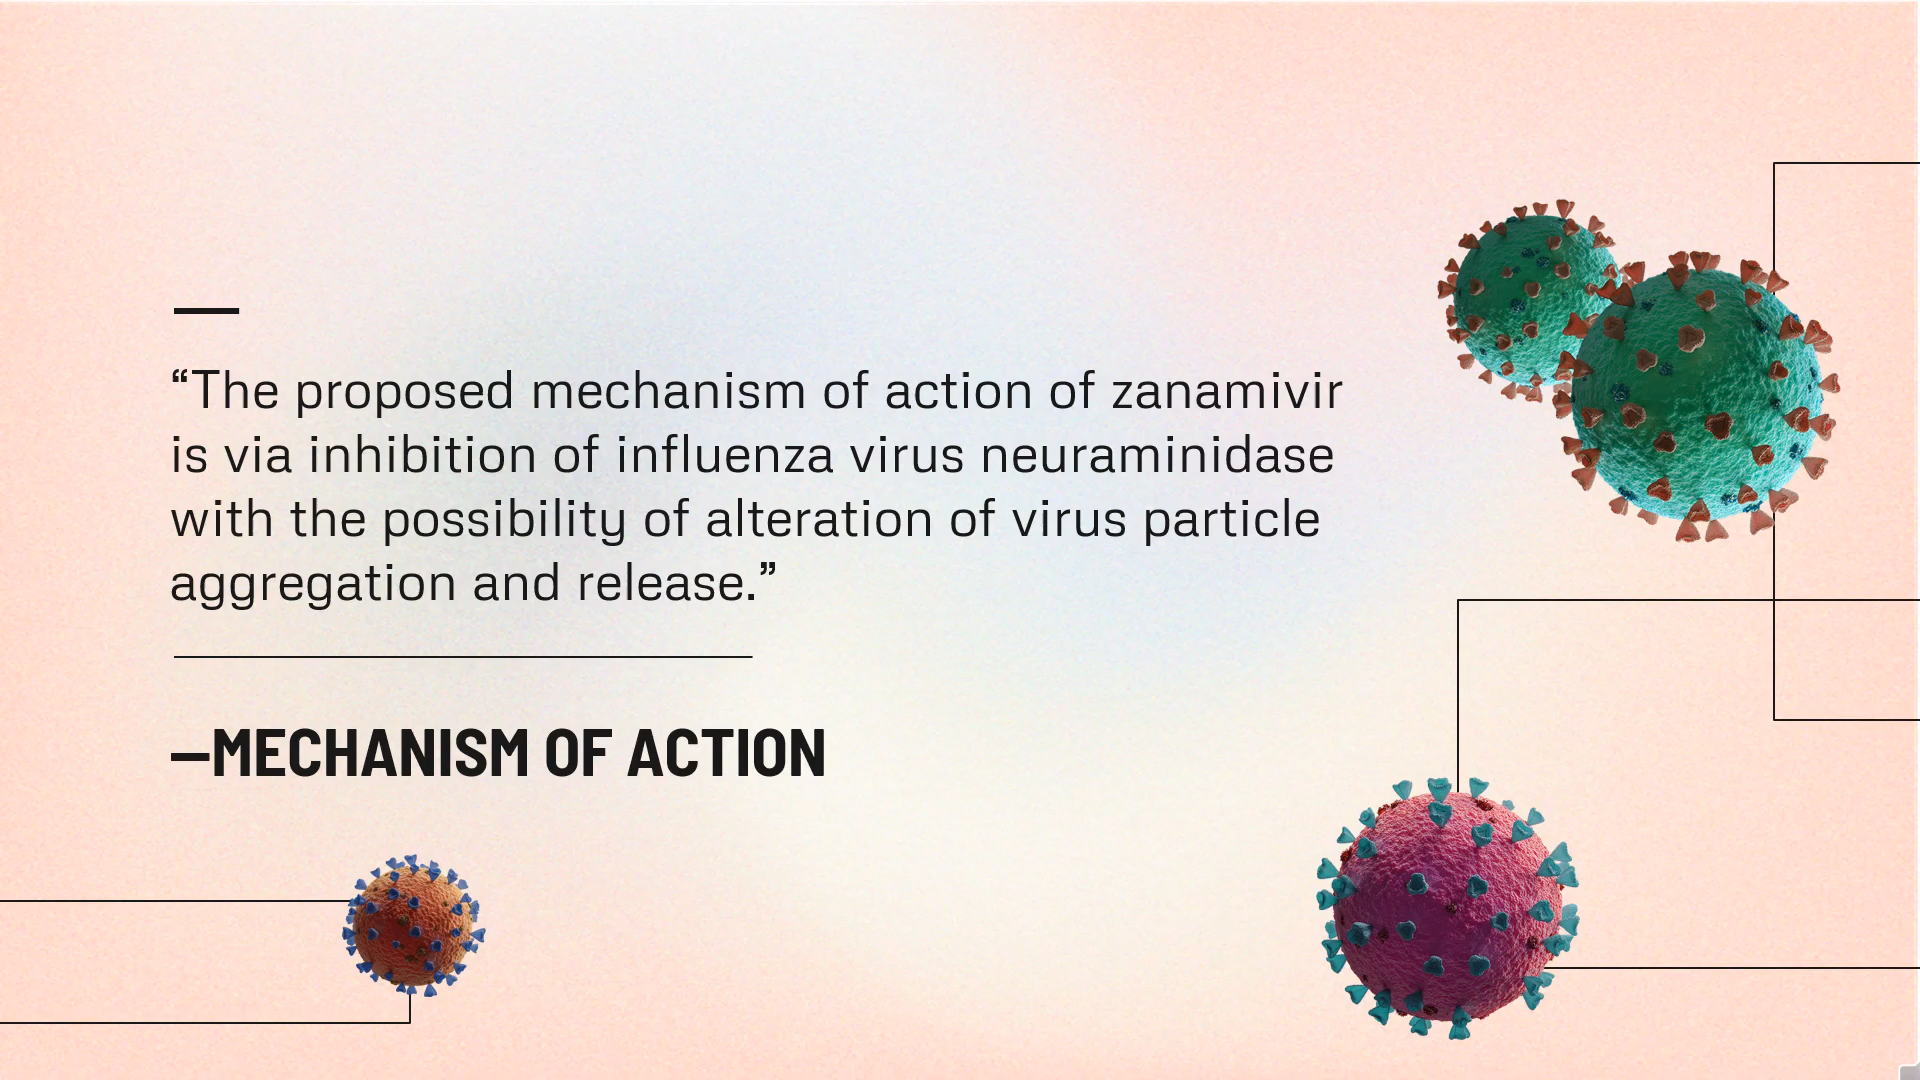 “The proposed mechanism of action of zanamivir
is via inhibition of influenza virus neuraminidase
with the possibility of alteration of virus particle
aggregation and release.”
—MECHANISM OF ACTION